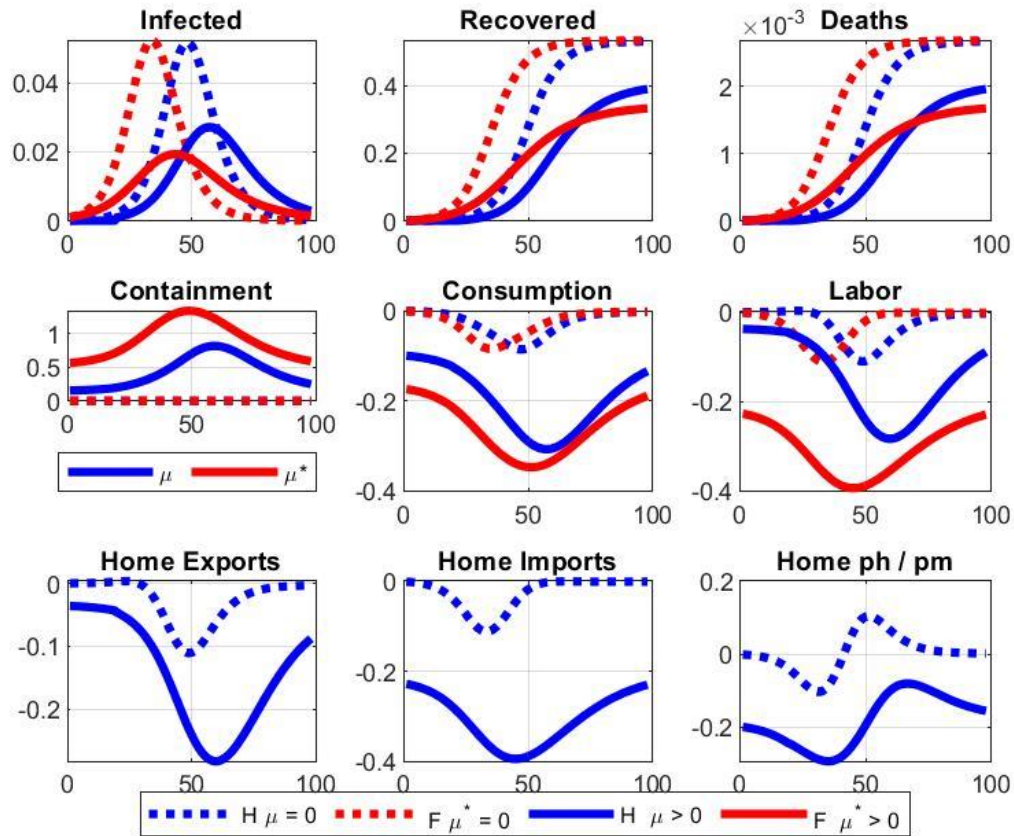 Infected
Recovered
Deaths
×10⁻³
0.04
0.02
0
0 50 100
0.4
0.2
0
0 50 100
2
1
0
0 50 100
Containment
Consumption
Labor
1
0.5
0
0 50 100
μ μ*
0
-0.2
-0.4
0 50 100
0
-0.2
-0.4
0 50 100
Home Exports
Home Imports
Home ph / pm
0
-0.1
-0.2
0 50 100
0
-0.2
-0.4
0 50 100
0.2
0
-0.2
0 50 100
H μ = 0 F μ* = 0 H μ > 0 F μ* > 0